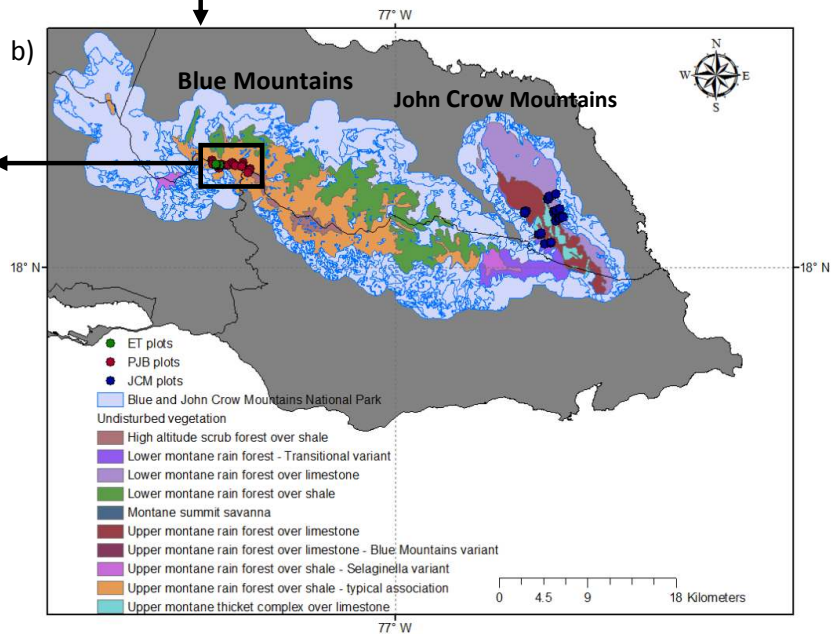 77° W
b)
Blue Mountains
John Crow Mountains
N
W E
S
18° N
18° N
ET plots
PJB plots
JCM plots
Blue and John Crow Mountains National Park
Undisturbed vegetation
High altitude scrub forest over shale
Lower montane rain forest - Transitional variant
Lower montane rain forest over limestone
Lower montane rain forest over shale
Montane summit savanna
Upper montane rain forest over limestone
Upper montane rain forest over limestone - Blue Mountains variant
Upper montane rain forest over shale - Selaginella variant
Upper montane rain forest over shale - typical association
Upper montane thicket complex over limestone
0 4.5 9 18 Kilometers
77° W